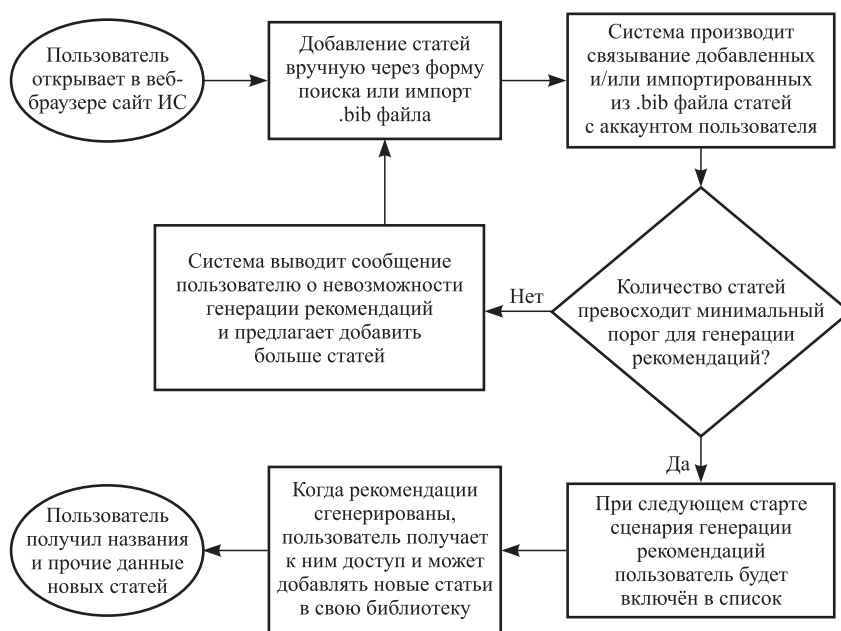 Пользователь
открывает в веб-
браузере сайт ИС
Добавление статей
вручную через форму
поиска или импорт
.bib файла
Система производит
связывание добавленных
и/или импортированных
из .bib файла статей
с аккаунтом пользователя
Количество статей
превосходит минимальный
порог для генерации
рекомендаций?
Нет
Система выводит сообщение
пользователю о невозможности
генерации рекомендаций
и предлагает добавить
больше статей
Да
При следующем старте
сценария генерации
рекомендаций
пользователь будет
включён в список
Когда рекомендации
сгенерированы,
пользователь получает
к ним доступ и может
добавлять новые статьи
в свою библиотеку
Пользователь
получил названия
и прочие данные
новых статей